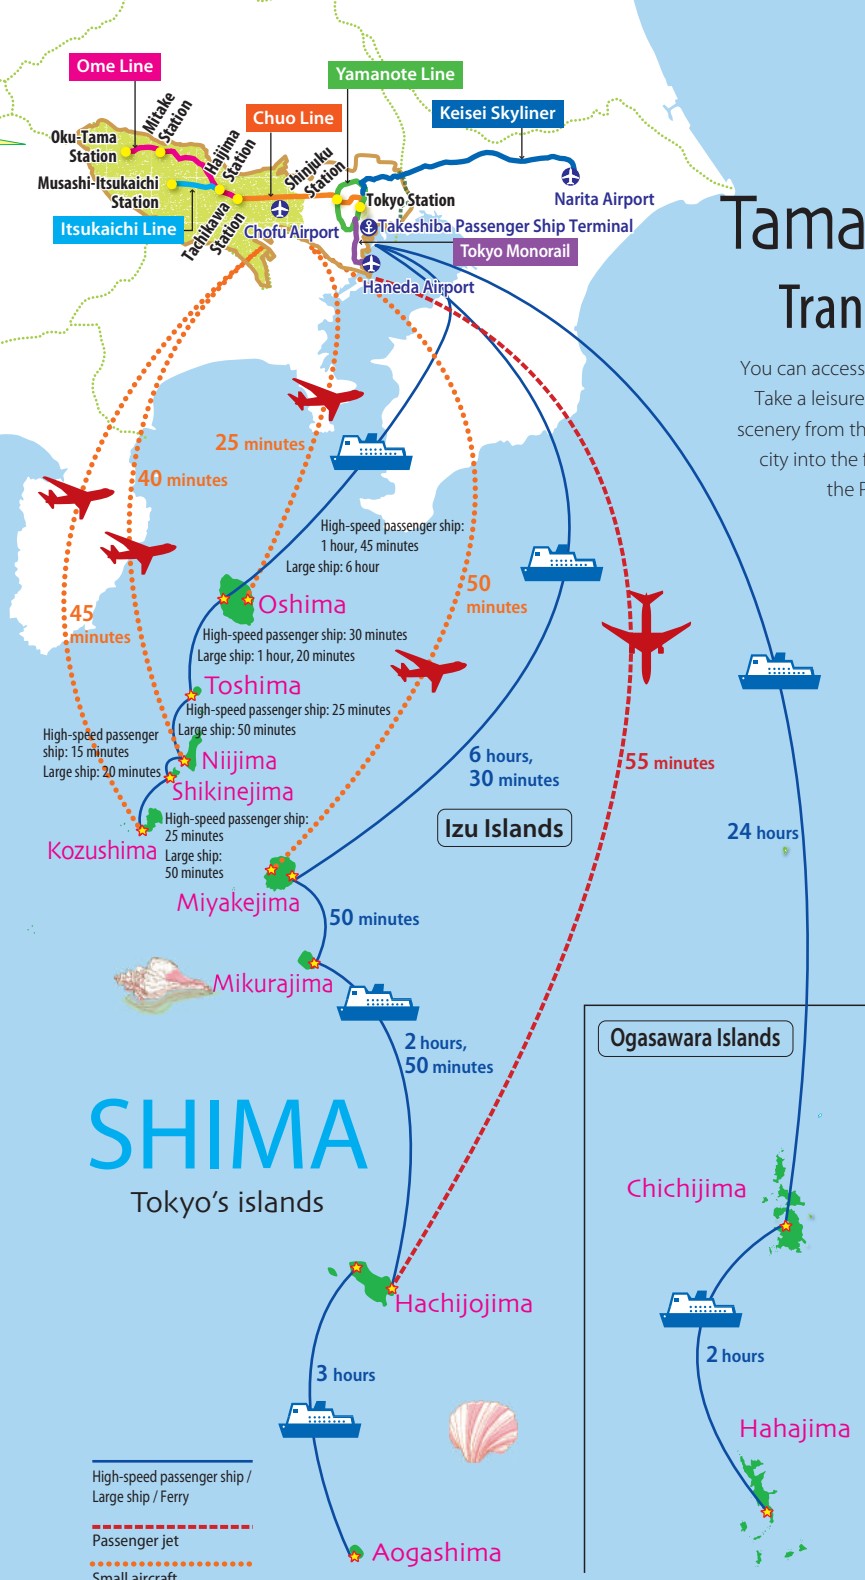 Ome Line
Yamanote Line
Keisei Skyliner
Chuo Line
Mitake
Station
Oku-Tama
Station
Hajima
Station
Shinjuku
Station
Musashi-Itsukaichi
Station
Tokyo Station
Narita Airport
Itsukaichi Line
Tachikawa
Station
Chofu Airport
Takeshiba Passenger Ship Terminal
Tokyo Monorail
Haneda Airport
Tama
Tran
You can access
Take a leisure
scenery from th
city into the f
the P
25 minutes
40 minutes
High-speed passenger ship:
1 hour, 45 minutes
Large ship: 6 hour
50
minutes
45
minutes
Oshima
High-speed passenger ship: 30 minutes
Large ship: 1 hour, 20 minutes
Toshima
High-speed passenger ship: 25 minutes
Large ship: 50 minutes
High-speed passenger
ship: 15 minutes
Large ship: 20 minutes
Niijima
Shikinejima
6 hours,
30 minutes
55 minutes
High-speed passenger ship:
25 minutes
Large ship:
50 minutes
Izu Islands
24 hours
Kozushima
Miyakejima
50 minutes
Mikurajima
2 hours,
50 minutes
Ogasawara Islands
SHIMA
Tokyo's islands
Chichijima
Hachijojima
2 hours
3 hours
Hahajima
High-speed passenger ship /
Large ship / Ferry
Passenger jet
Aogashima
Small aircraft